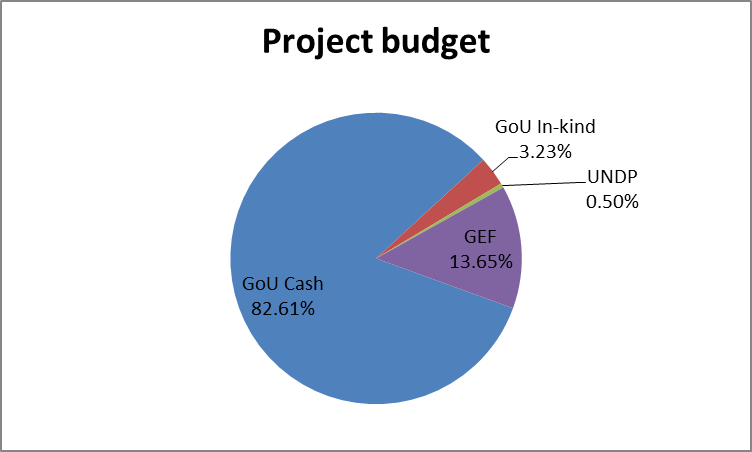 Project budget
GoU In-kind
3.23%
UNDP
0.50%
GEF
13.65%
GoU Cash
82.61%